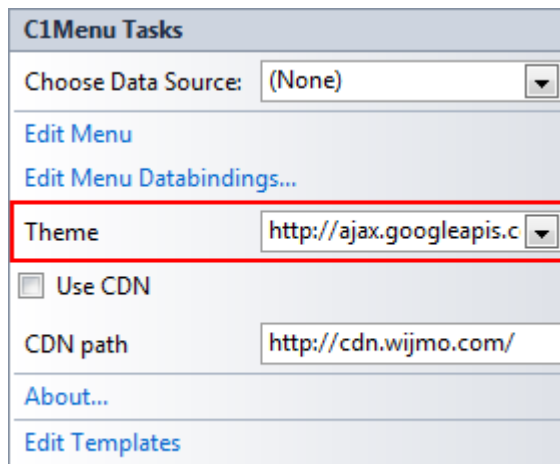 C1Menu Tasks
Choose Data Source: (None)
Edit Menu
Edit Menu Databindings...
Theme http://ajax.googleapis.c
Use CDN
CDN path http://cdn.wijmo.com/
About...
Edit Templates